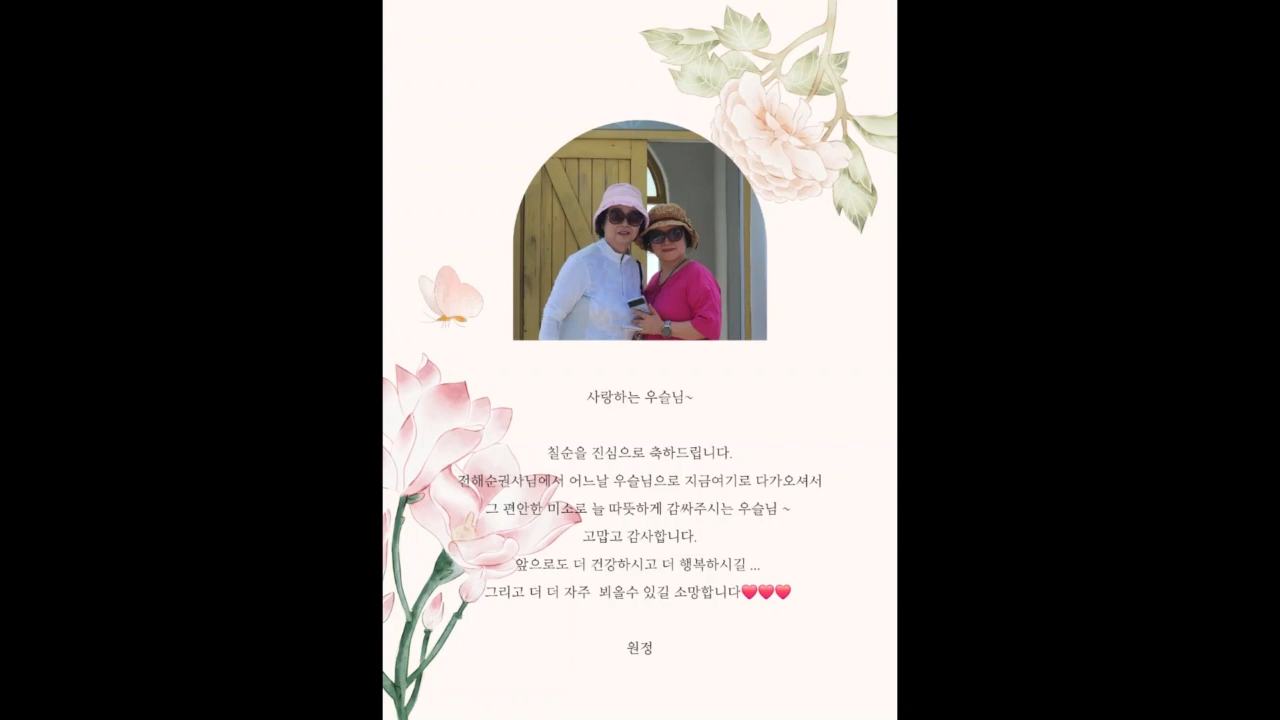 사랑하는 우슬님~
칠순을 진심으로 축하드립니다.
전해순권사님에서 어느날 우슬님으로 지금여기로 다가오셔서
그 편안한 미소로 늘 따뜻하게 감싸주시는 우슬님 ~
고맙고 감사합니다.
앞으로도 더 건강하시고 더 행복하시길 ...
그리고 더 더 자주 뵈올수 있길 소망합니다❤️❤️❤️
원정